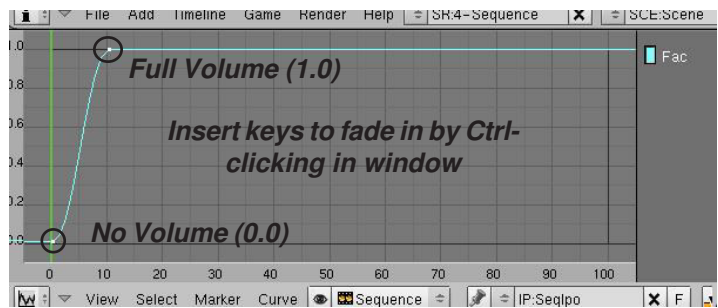 File Add Timeline Game Render Help SR:4-Sequence X SCE:Scene
1.0
Full Volume (1.0)
Fac
0.8
0.6
Insert keys to fade in by Ctrl-
clicking in window
0.4
0.2
No Volume (0.0)
0.0
0 10 20 30 40 50 60 70 80 90 100
View Select Marker Curve Sequence IP:SeqIpo X F